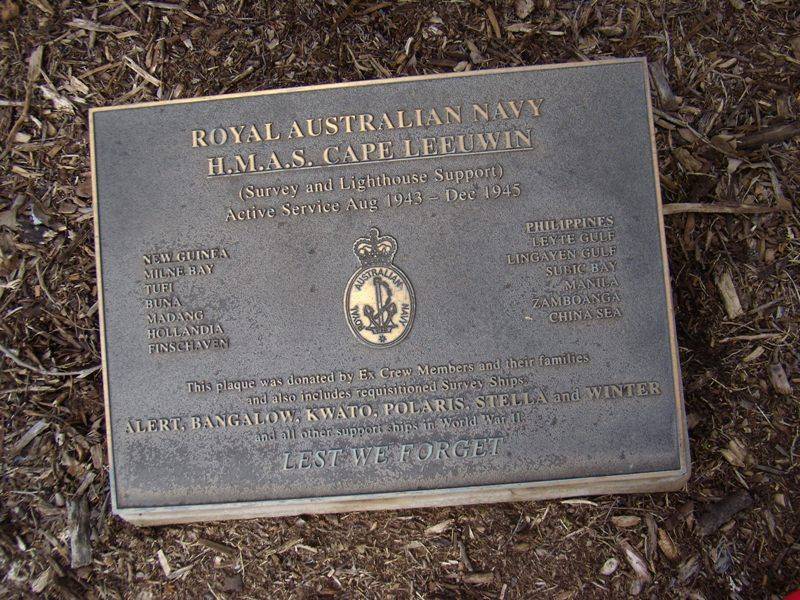 ROYAL AUSTRALIAN NAVY
H.M.A.S. CAPE LEEUWIN
(Survey and Lighthouse Support)
Active Service Aug 1943 – Dec 1945
NEW GUINEA
MILNE BAY
TUFI
BUNA
MADANG
HOLLANDIA
FINSCHAVEN
ROYAL AUSTRALIAN NAVY
PHILIPPINES
LEYTE GULF
LINGAYEN GULF
SUBIC BAY
MANILA
ZAMBOANGA
CHINA SEA
This plaque was donated by Ex Crew Members and their families
and also includes requisitioned Survey Ships.
ALERT, BANGALOW, KWATO, POLARIS, STELLA and WINTER
and all other support ships in World War II
LEST WE FORGET